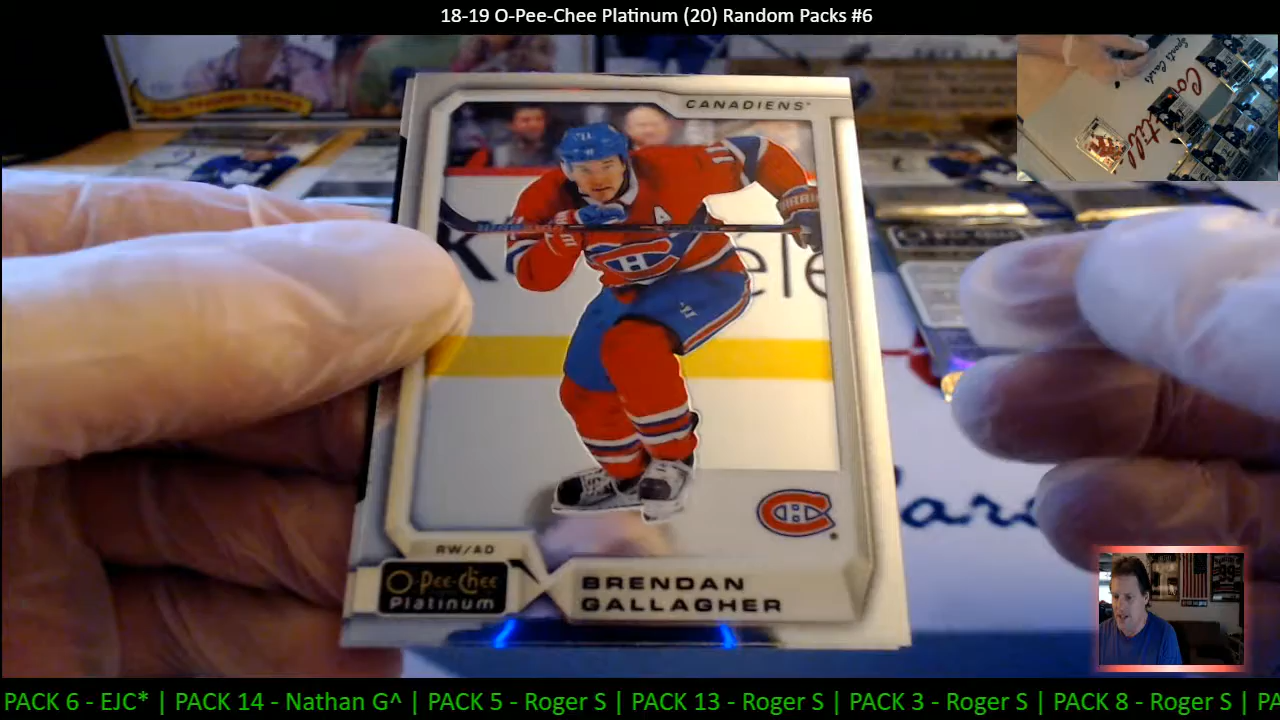 18-19 O-Pee-Chee Platinum (20) Random Packs #6
CANADIENS
11
A
RW/AD
O-Pee-Chee
Platinum
BRENDAN
GALLAGHER
PACK 6 - EJC* | PACK 14 - Nathan G^ | PACK 5 - Roger S | PACK 13 - Roger S | PACK 3 - Roger S | PACK 8 - Roger S |